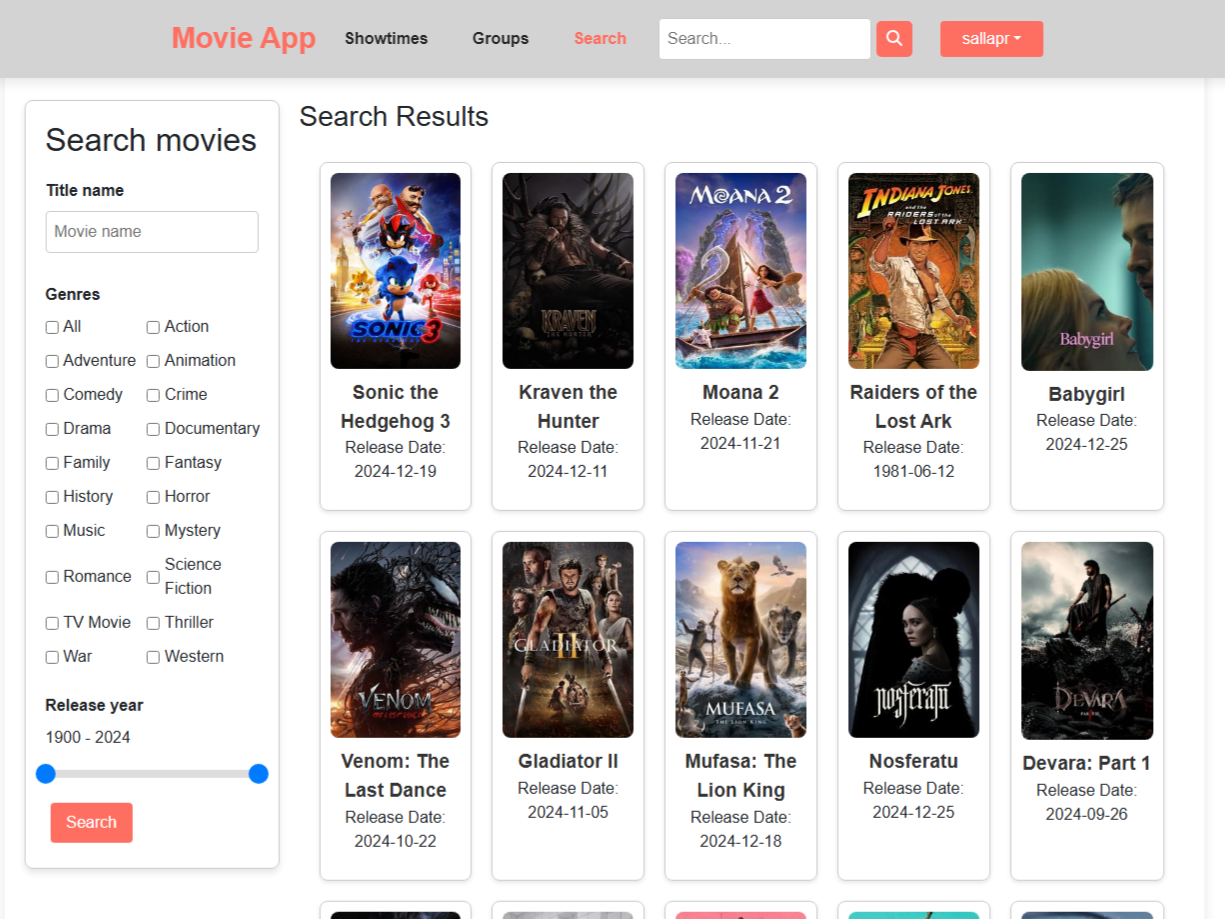 Movie App
Showtimes
Groups
Search
Search...
sallapr
Search movies
Title name
Movie name
Genres
All
Action
Adventure
Animation
Comedy
Crime
Drama
Documentary
Family
Fantasy
History
Horror
Music
Mystery
Romance
Science
Fiction
TV Movie
Thriller
War
Western
Release year
1900 - 2024
Search
Search Results
SONIC 3
Sonic the
Hedgehog 3
Release Date:
2024-12-19
KRAVEN
THE HUNTER
Kraven the
Hunter
Release Date:
2024-12-11
MOANA 2
Moana 2
Release Date:
2024-11-21
INDIANA JONES
and the
RAIDERS of the
LOST ARK
Raiders of the
Lost Ark
Release Date:
1981-06-12
Babygirl
Babygirl
Release Date:
2024-12-25
VENOM
Venom: The
Last Dance
Release Date:
2024-10-22
GLADIATOR
II
Gladiator II
Release Date:
2024-11-05
MUFASA
THE LION KING
Mufasa: The
Lion King
Release Date:
2024-12-18
nosferatu
Nosferatu
Release Date:
2024-12-25
DEVARA
Devara: Part 1
Release Date:
2024-09-26